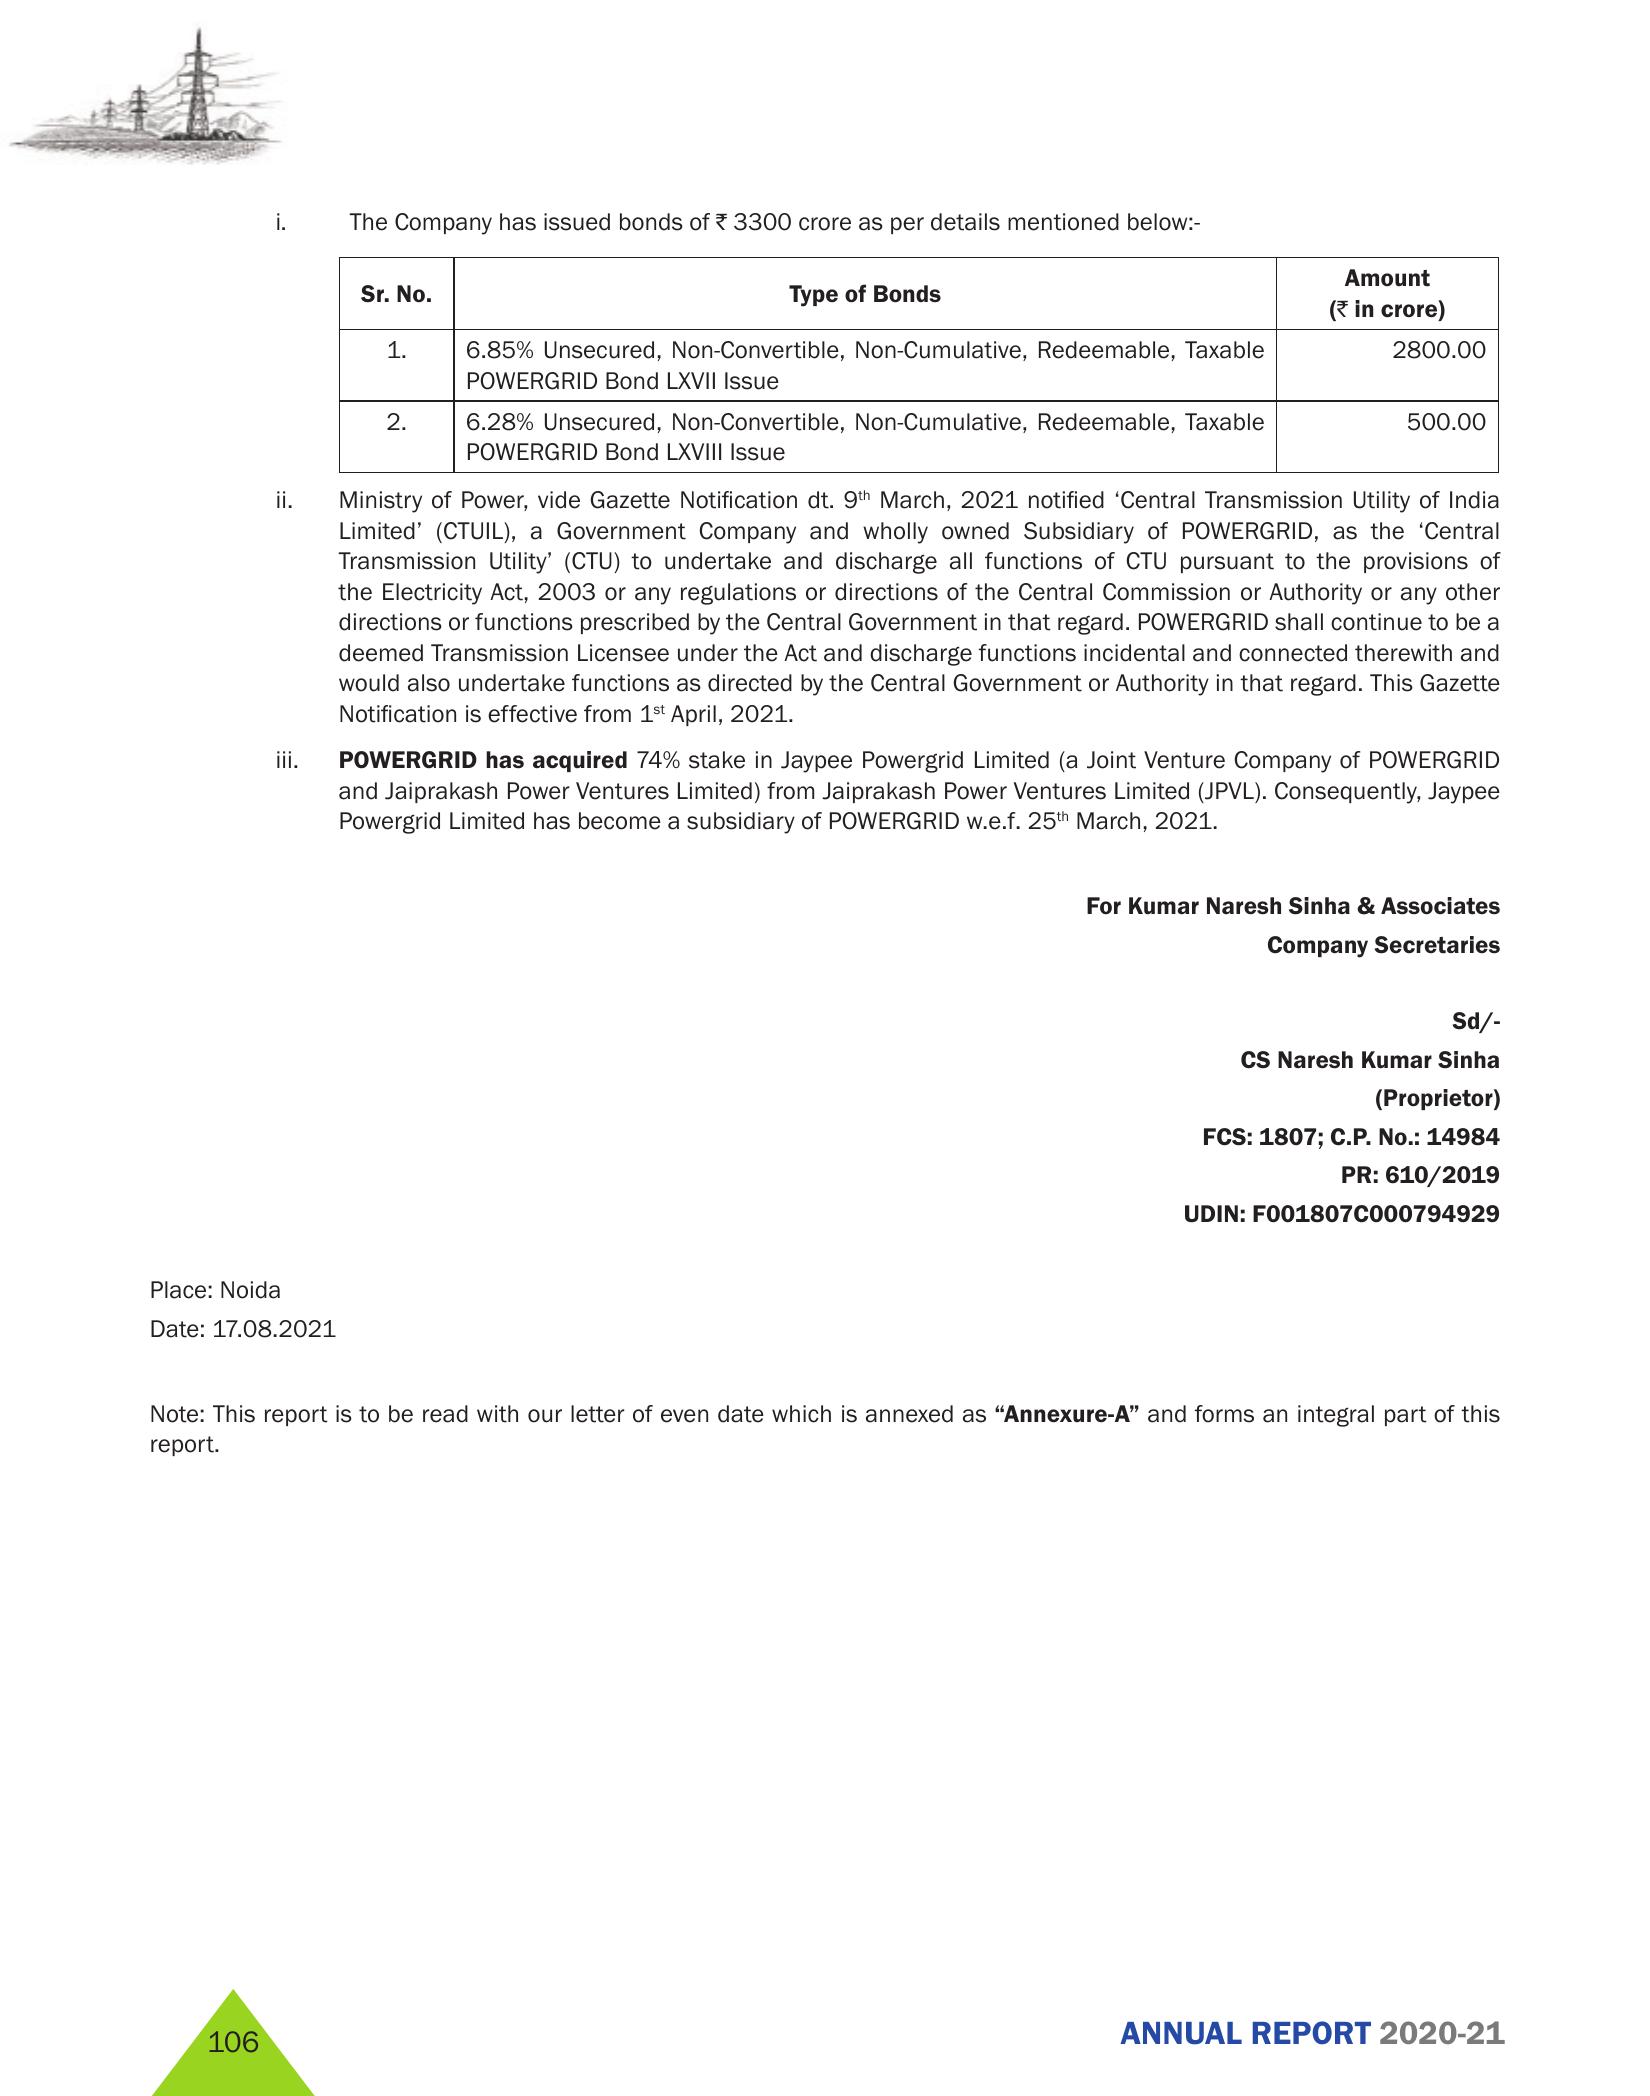 i. The Company has issued bonds of ₹ 3300 crore as per details mentioned below:-
Sr. No. Type of Bonds Amount
(₹ in crore)
1. 6.85% Unsecured, Non-Convertible, Non-Cumulative, Redeemable, Taxable 2800.00
POWERGRID Bond LXVII Issue
2. 6.28% Unsecured, Non-Convertible, Non-Cumulative, Redeemable, Taxable 500.00
POWERGRID Bond LXVIII Issue
ii. Ministry of Power, vide Gazette Notification dt. 9th March, 2021 notified ‘Central Transmission Utility of India
Limited’ (CTUIL), a Government Company and wholly owned Subsidiary of POWERGRID, as the ‘Central
Transmission Utility’ (CTU) to undertake and discharge all functions of CTU pursuant to the provisions of
the Electricity Act, 2003 or any regulations or directions of the Central Commission or Authority or any other
directions or functions prescribed by the Central Government in that regard. POWERGRID shall continue to be a
deemed Transmission Licensee under the Act and discharge functions incidental and connected therewith and
would also undertake functions as directed by the Central Government or Authority in that regard. This Gazette
Notification is effective from 1st April, 2021.
iii. POWERGRID has acquired 74% stake in Jaypee Powergrid Limited (a Joint Venture Company of POWERGRID
and Jaiprakash Power Ventures Limited) from Jaiprakash Power Ventures Limited (JPVL). Consequently, Jaypee
Powergrid Limited has become a subsidiary of POWERGRID w.e.f. 25th March, 2021.
For Kumar Naresh Sinha & Associates
Company Secretaries
Sd/-
CS Naresh Kumar Sinha
(Proprietor)
FCS: 1807; C.P. No.: 14984
PR: 610/2019
UDIN: F001807C000794929
Place: Noida
Date: 17.08.2021
Note: This report is to be read with our letter of even date which is annexed as “Annexure-A” and forms an integral part of this
report.
106
ANNUAL REPORT 2020-21